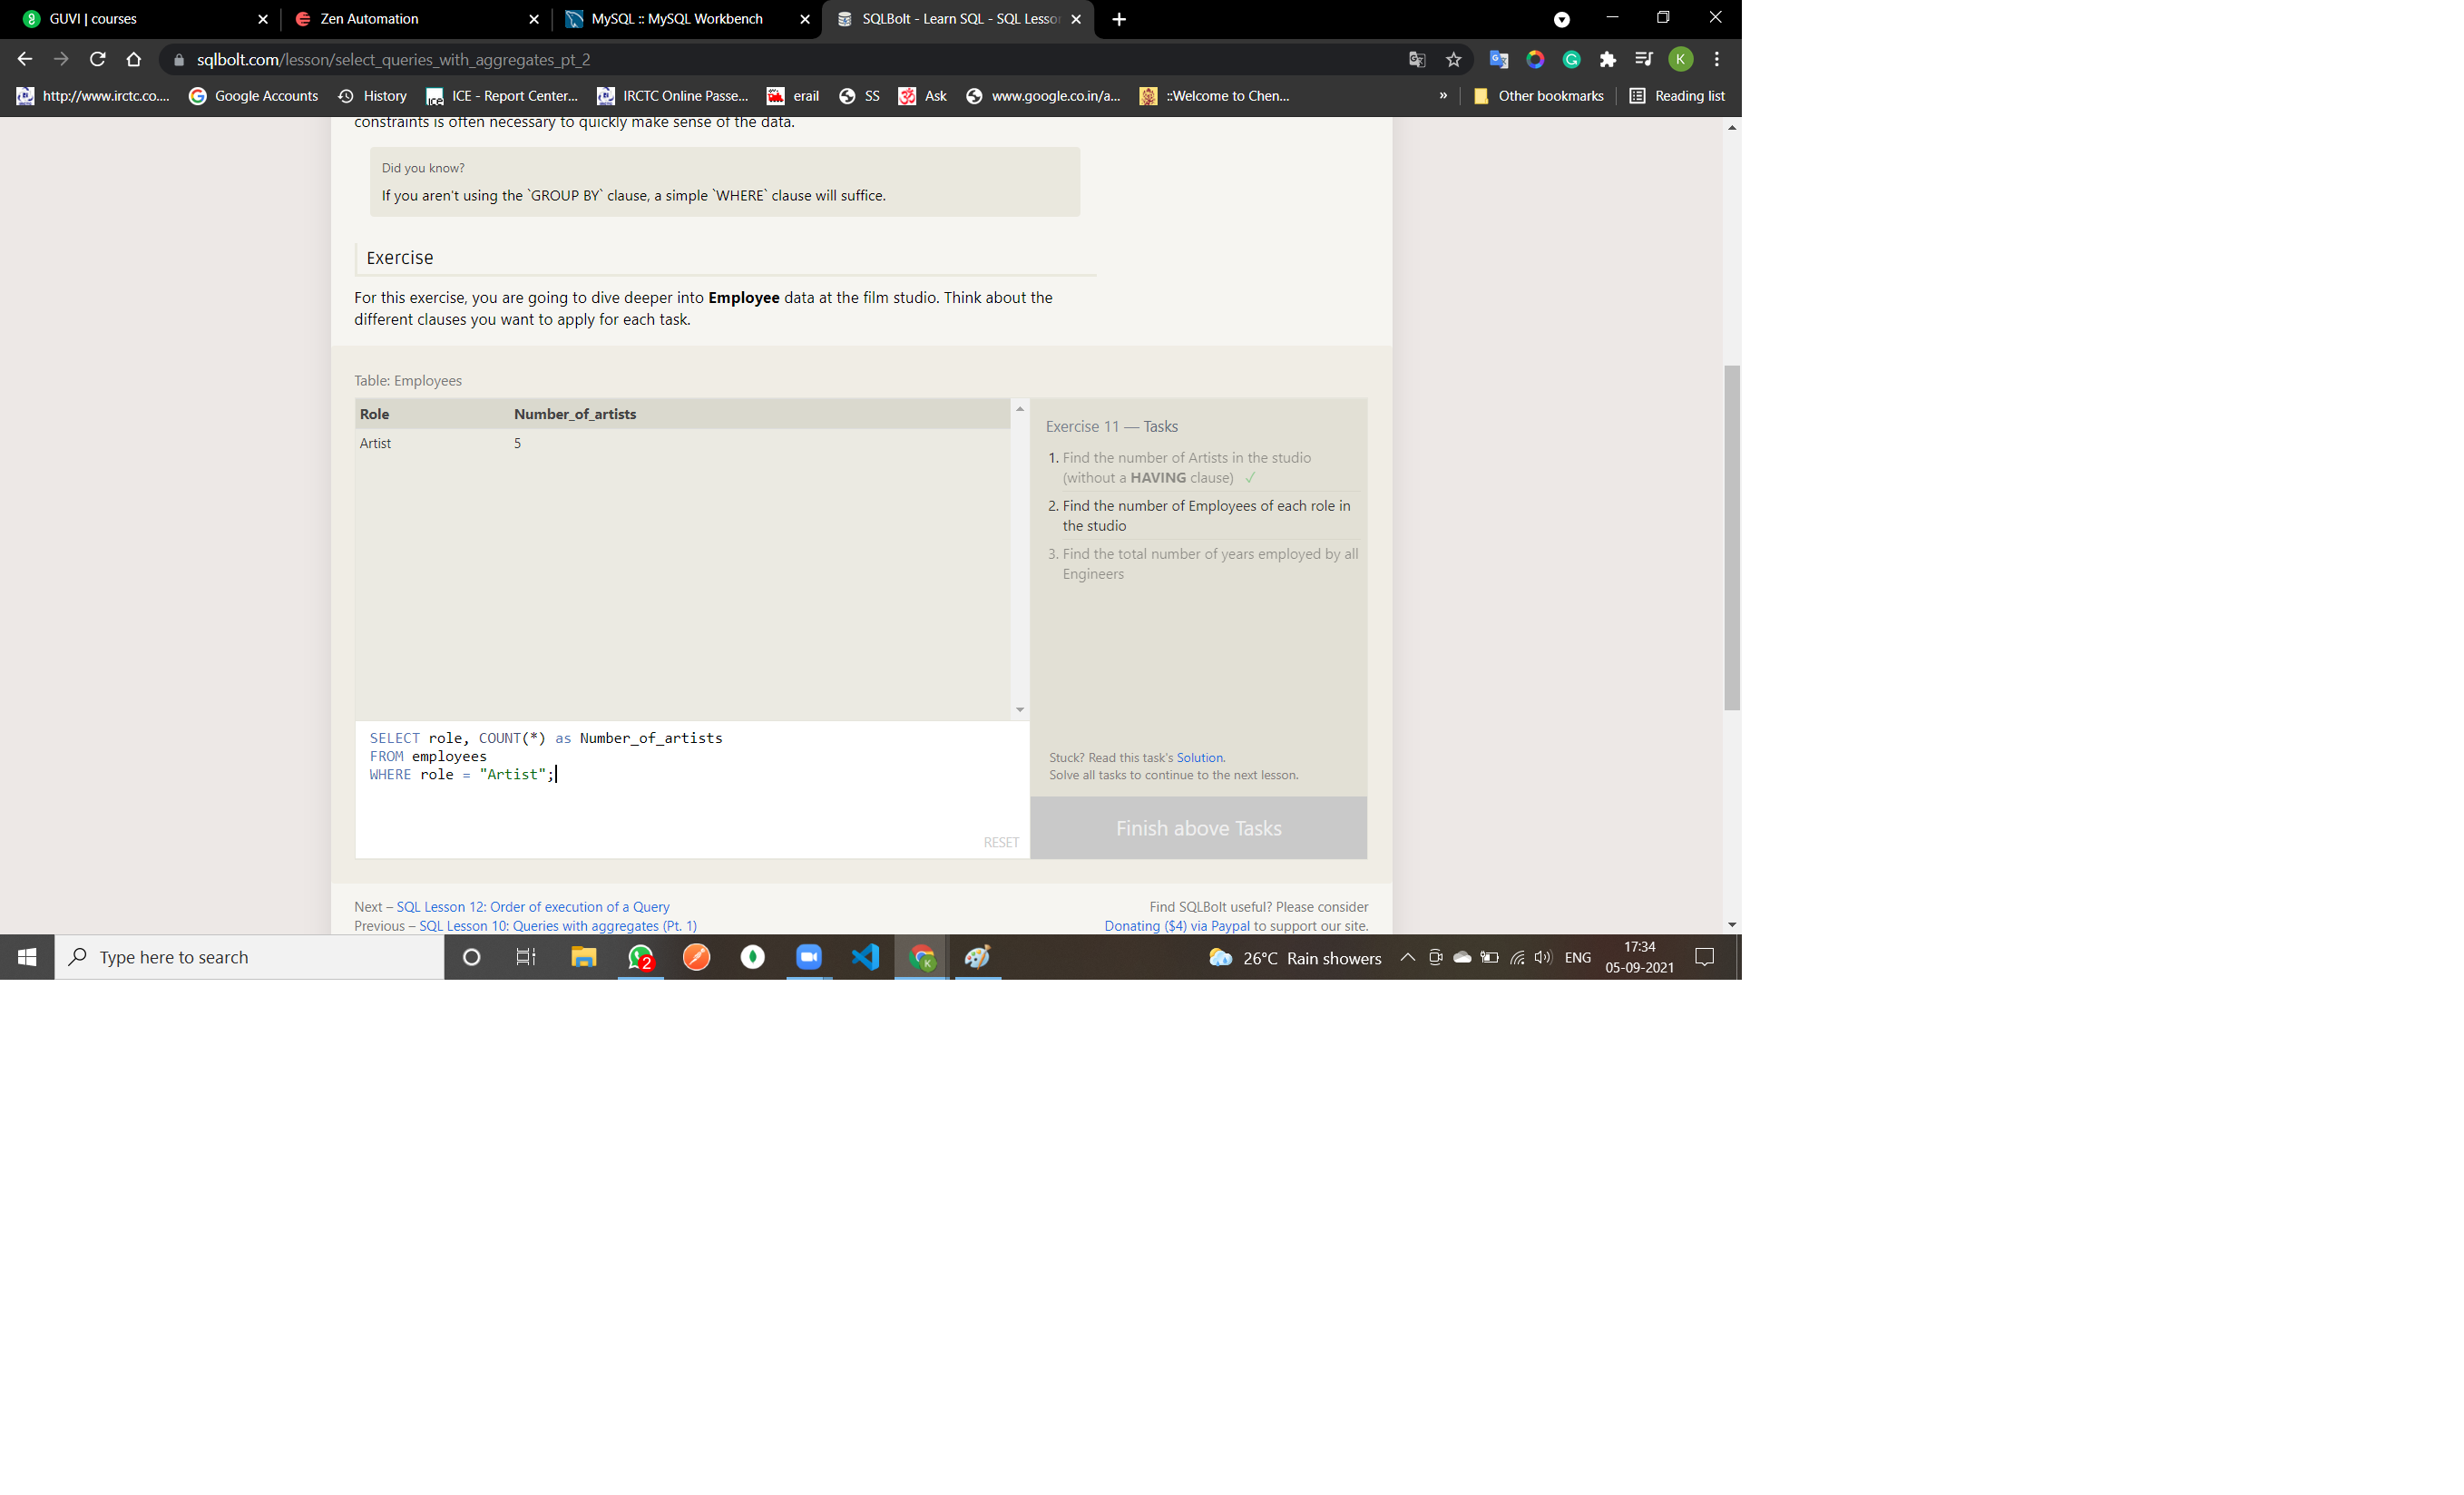 GUVI | courses
Zen Automation
MySQL :: MySQL Workbench
SQLBolt - Learn SQL - SQL Lesso
sqlbolt.com/lesson/select_queries_with_aggregates_pt_2
K
http://www.irctc.co....
Google Accounts
History
ICE - Report Center...
IRCTC Online Passe...
erail
SS
Ask
www.google.co.in/a...
::Welcome to Chen...
»
Other bookmarks
Reading list
constraints is often necessary to quickly make sense of the data.
Did you know?
If you aren't using the `GROUP BY` clause, a simple `WHERE` clause will suffice.
Exercise
For this exercise, you are going to dive deeper into Employee data at the film studio. Think about the
different clauses you want to apply for each task.
Table: Employees
Role Number_of_artists
Artist 5
SELECT role, COUNT(*) as Number_of_artists
FROM employees
WHERE role = "Artist";
RESET
Exercise 11 — Tasks
1. Find the number of Artists in the studio
(without a HAVING clause) ✓
2. Find the number of Employees of each role in
the studio
3. Find the total number of years employed by all
Engineers
Stuck? Read this task's Solution.
Solve all tasks to continue to the next lesson.
Finish above Tasks
Next – SQL Lesson 12: Order of execution of a Query
Previous – SQL Lesson 10: Queries with aggregates (Pt. 1)
Find SQLBolt useful? Please consider
Donating ($4) via Paypal to support our site.
Type here to search
2
K
26°C Rain showers
ENG
17:34
05-09-2021